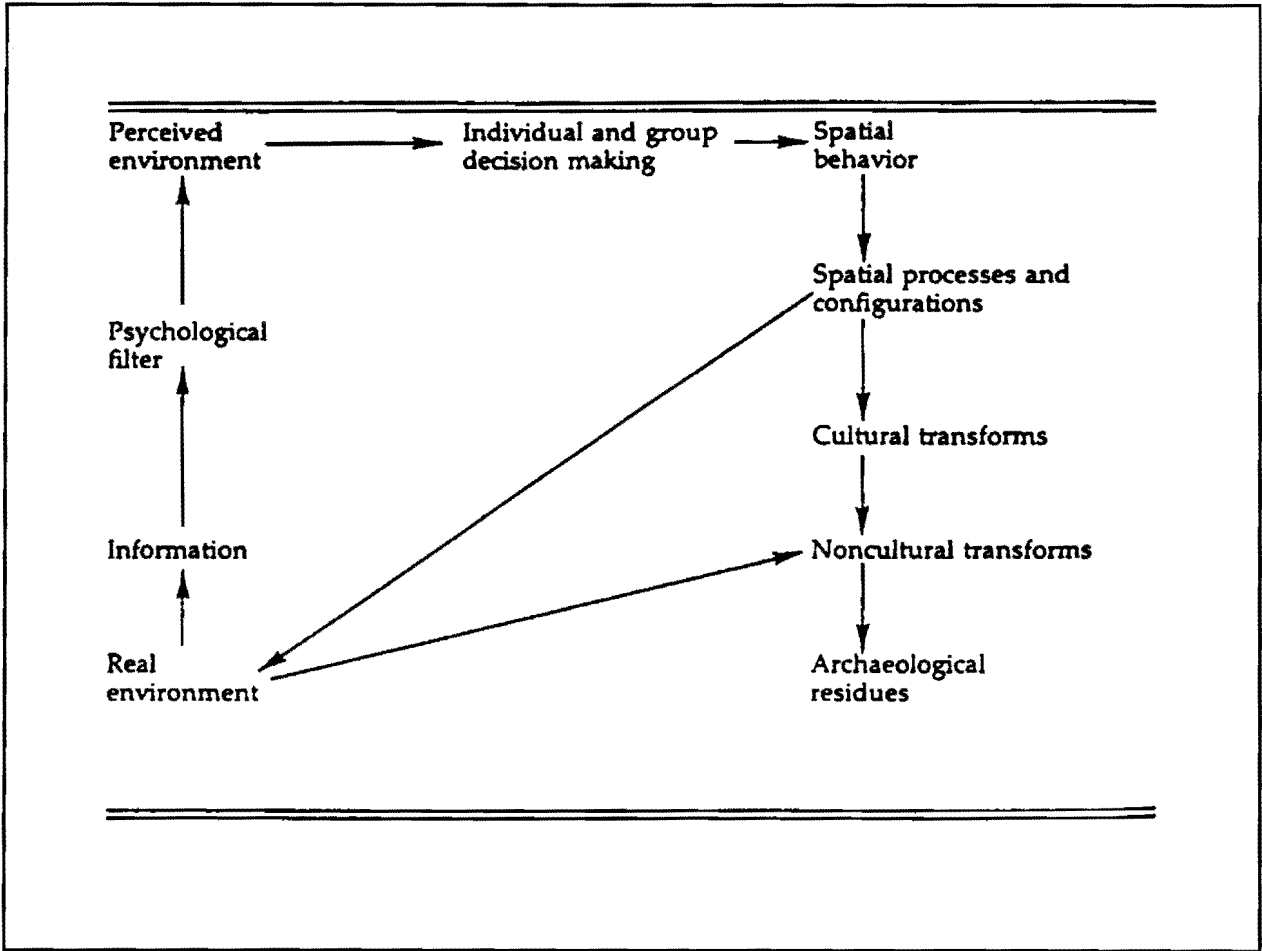 Perceived
environment
Individual and group
decision making
Spatial
behavior
Spatial processes and
configurations
Psychological
filter
Cultural transforms
Information
Noncultural transforms
Real
environment
Archaeological
residues